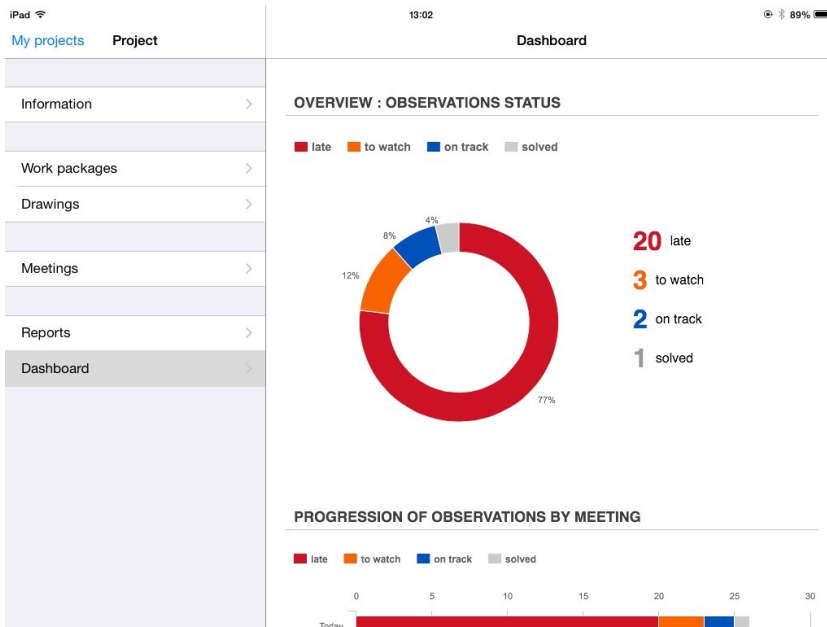 iPad 13:02 89%
My projects Project Dashboard
Information
Work packages
Drawings
Meetings
Reports
Dashboard
OVERVIEW : OBSERVATIONS STATUS
late to watch on track solved
4%
8%
12%
77%
20 late
3 to watch
2 on track
1 solved
PROGRESSION OF OBSERVATIONS BY MEETING
late to watch on track solved
0 5 10 15 20 25 30
Today